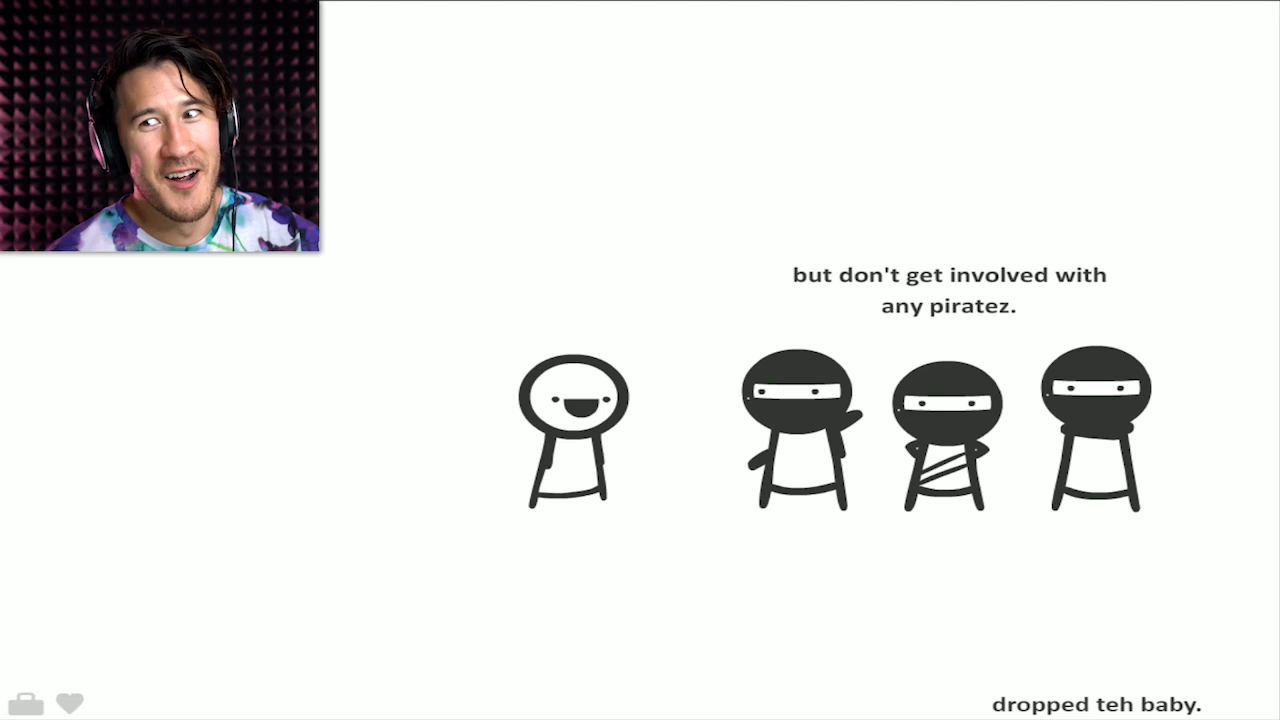 but don't get involved with
any piratez.
dropped teh baby.